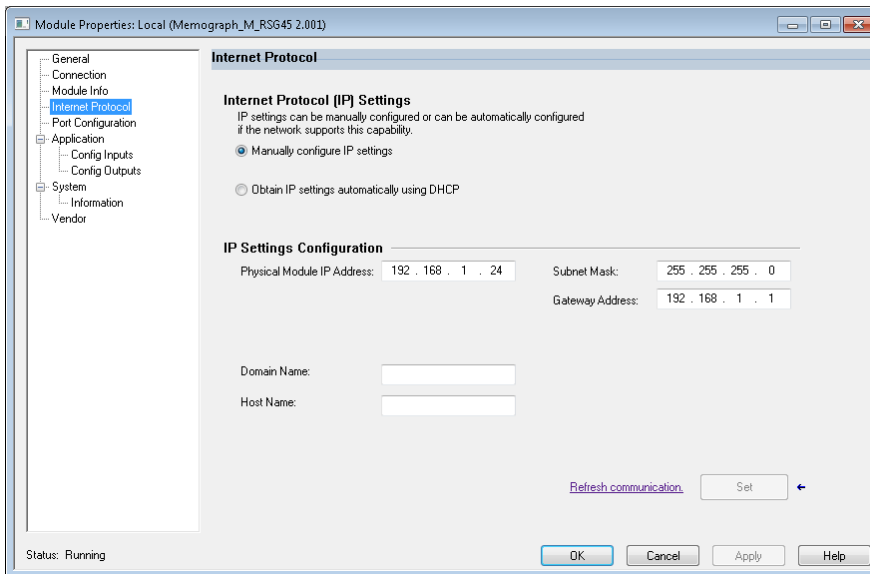 Module Properties: Local (Memograph_M_RSG45 2.001)
General
Connection
Module Info
Internet Protocol
Port Configuration
Application
Config Inputs
Config Outputs
System
Information
Vendor
Internet Protocol
Internet Protocol (IP) Settings
IP settings can be manually configured or can be automatically configured
if the network supports this capability.
Manually configure IP settings
Obtain IP settings automatically using DHCP
IP Settings Configuration
Physical Module IP Address: 192 . 168 . 1 . 24 Subnet Mask: 255 . 255 . 255 . 0
Gateway Address: 192 . 168 . 1 . 1
Domain Name:
Host Name:
Refresh communication. Set
Status: Running OK Cancel Apply Help